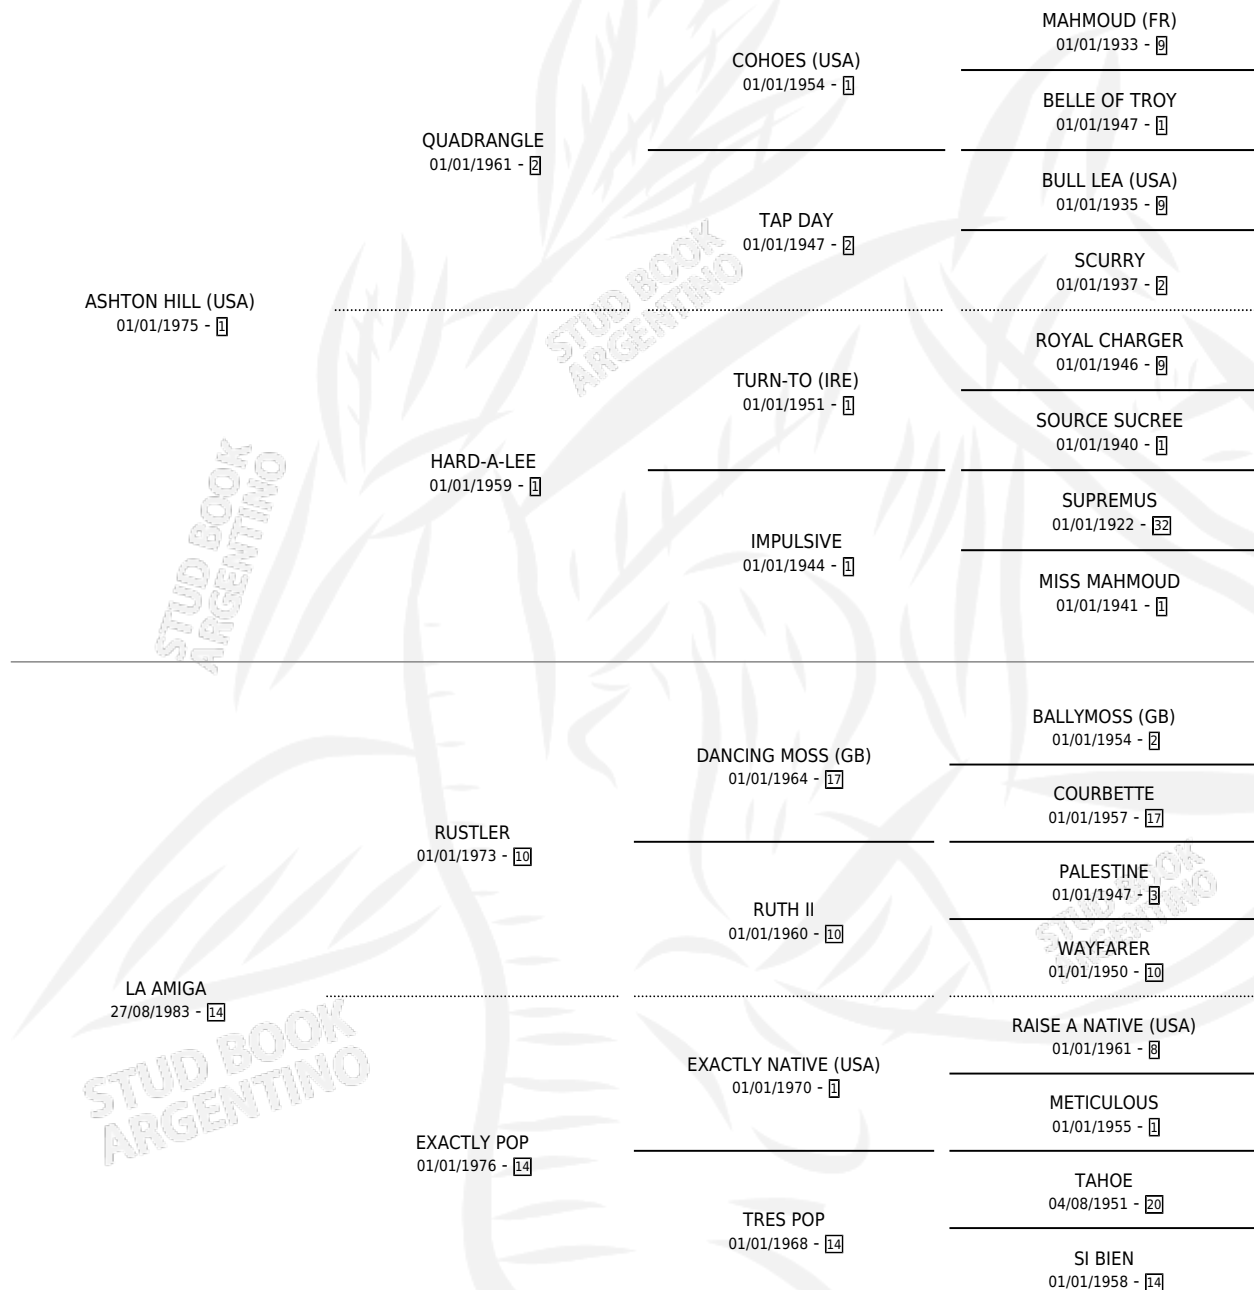 MAHMOUD (FR)
01/01/1933 - 9
COHOES (USA)
01/01/1954 - 1
BELLE OF TROY
01/01/1947 - 1
QUADRANGLE
01/01/1961 - 2
BULL LEA (USA)
01/01/1935 - 9
TAP DAY
01/01/1947 - 2
SCURRY
01/01/1937 - 2
ASHTON HILL (USA)
01/01/1975 - 1
ROYAL CHARGER
01/01/1946 - 9
TURN-TO (IRE)
01/01/1951 - 1
SOURCE SUCREE
01/01/1940 - 1
HARD-A-LEE
01/01/1959 - 1
SUPREMUS
01/01/1922 - 32
IMPULSIVE
01/01/1944 - 1
MISS MAHMOUD
01/01/1941 - 1
BALLYMOSS (GB)
01/01/1954 - 2
DANCING MOSS (GB)
01/01/1964 - 17
COURBETTE
01/01/1957 - 17
RUSTLER
01/01/1973 - 10
PALESTINE
01/01/1947 - 3
RUTH II
01/01/1960 - 10
WAYFARER
01/01/1950 - 10
LA AMIGA
27/08/1983 - 14
RAISE A NATIVE (USA)
01/01/1961 - 8
EXACTLY NATIVE (USA)
01/01/1970 - 1
METICULOUS
01/01/1955 - 1
EXACTLY POP
01/01/1976 - 14
TAHOE
04/08/1951 - 20
TRES POP
01/01/1968 - 14
SI BIEN
01/01/1958 - 14
STUD BOOK
ARGENTINO
STUD BOOK
ARGENTINO
STUD BOOK
ARGENTINO
STUD BOOK
ARGENTINO